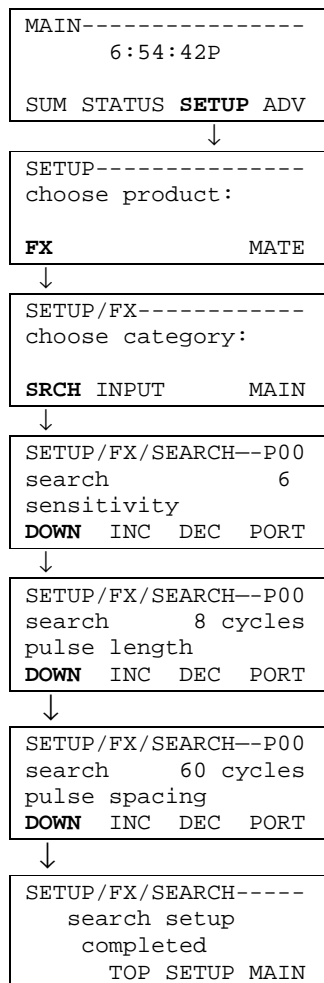 MAIN----------------
6:54:42P
SUM STATUS SETUP ADV
↓
SETUP---------------
choose product:
FX MATE
↓
SETUP/FX------------
choose category:
SRCH INPUT MAIN
↓
SETUP/FX/SEARCH—-P00
search 6
sensitivity
DOWN INC DEC PORT
↓
SETUP/FX/SEARCH—-P00
search 8 cycles
pulse length
DOWN INC DEC PORT
↓
SETUP/FX/SEARCH—-P00
search 60 cycles
pulse spacing
DOWN INC DEC PORT
↓
SETUP/FX/SEARCH-----
search setup
completed
TOP SETUP MAIN